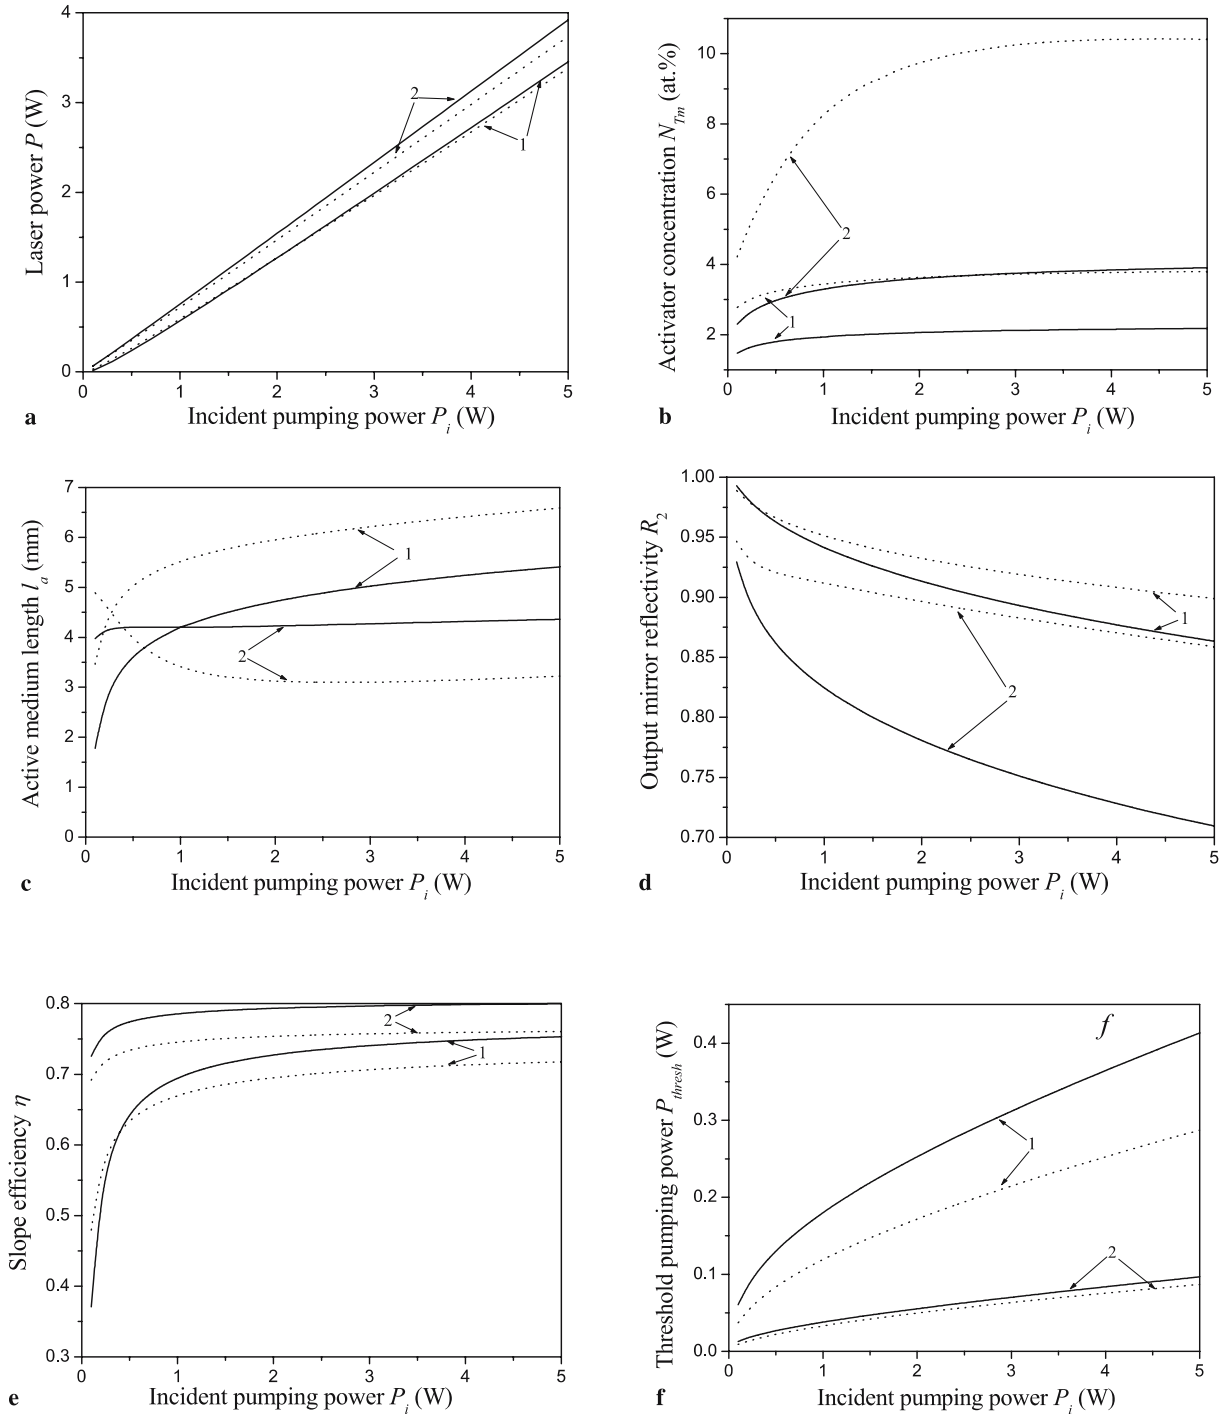 4
3
2
1
0
0 1 2 3 4 5
Laser power P (W)
2
1
Incident pumping power P_i (W)
a
10
8
6
4
2
0 1 2 3 4 5
Activator concentration N_Tm (at.%)
2
1
Incident pumping power P_i (W)
b
7
6
5
4
3
2
1
0
0 1 2 3 4 5
Active medium length l_a (mm)
1
2
Incident pumping power P_i (W)
c
1.00
0.95
0.90
0.85
0.80
0.75
0.70
0 1 2 3 4 5
Output mirror reflectivity R_2
1
2
Incident pumping power P_i (W)
d
0.8
0.7
0.6
0.5
0.4
0.3
0 1 2 3 4 5
Slope efficiency η
2
1
Incident pumping power P_i (W)
e
f
0.4
0.3
0.2
0.1
0.0
0 1 2 3 4 5
Threshold pumping power P_thresh (W)
1
2
Incident pumping power P_i (W)
f